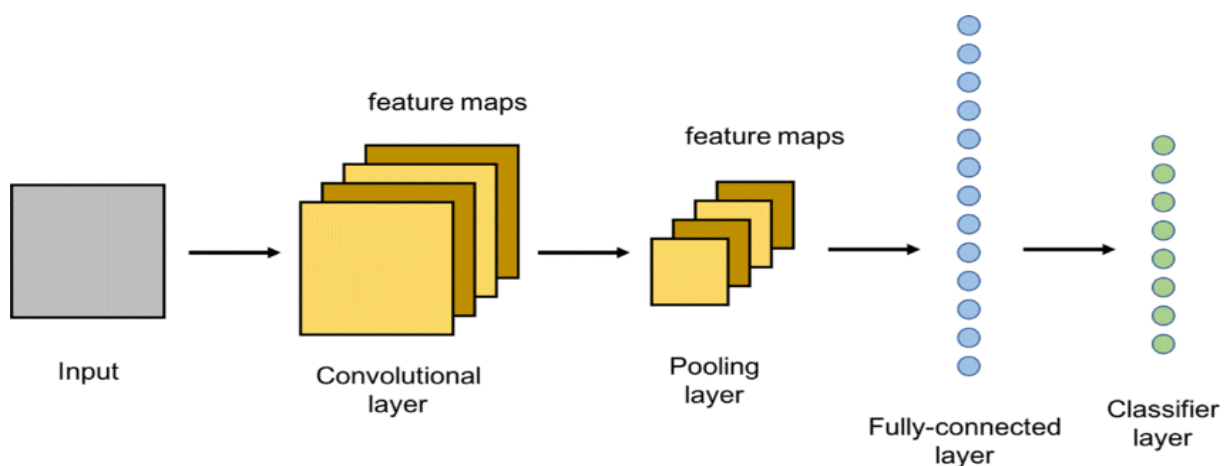 feature maps
feature maps
Input
Convolutional
layer
Pooling
layer
Fully-connected
layer
Classifier
layer